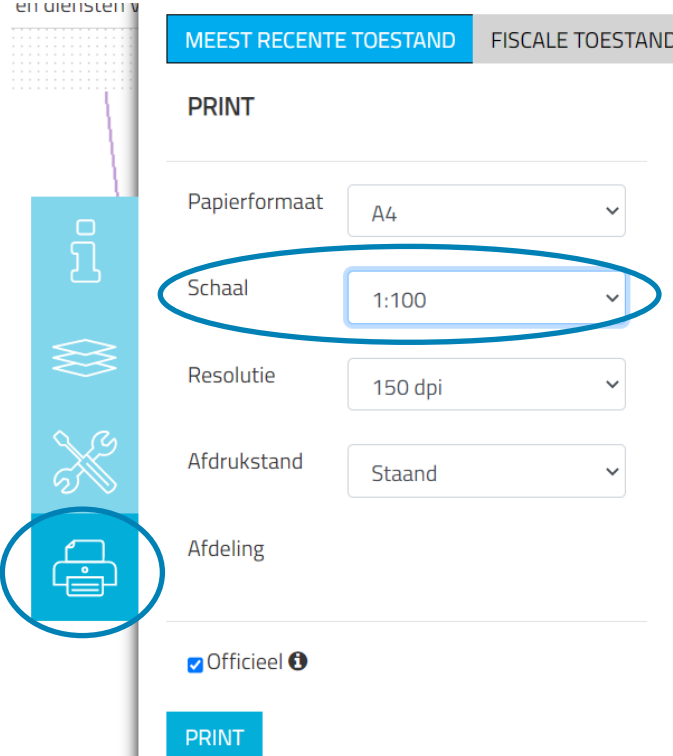 en diensten v
MEEST RECENTE TOESTAND FISCALE TOESTAND
PRINT
Papierformaat A4
Schaal 1:100
Resolutie 150 dpi
Afdrukstand Staand
Afdeling
Officieel
PRINT